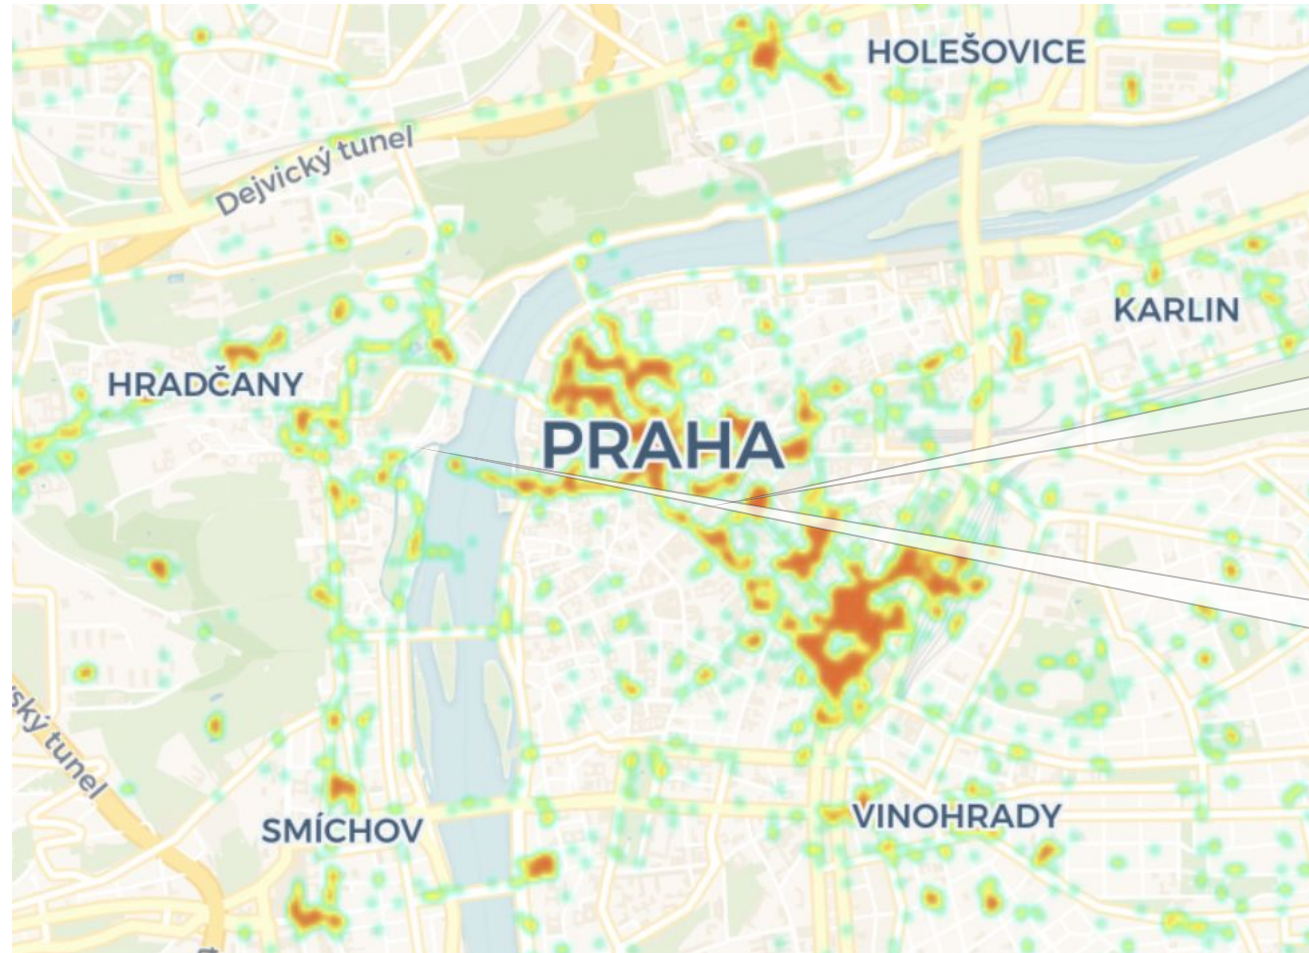 HOLEŠOVICE
Dejvický tunel
KARLIN
HRADČANY
PRAHA
ský tunel
SMÍCHOV
VINOHRADY